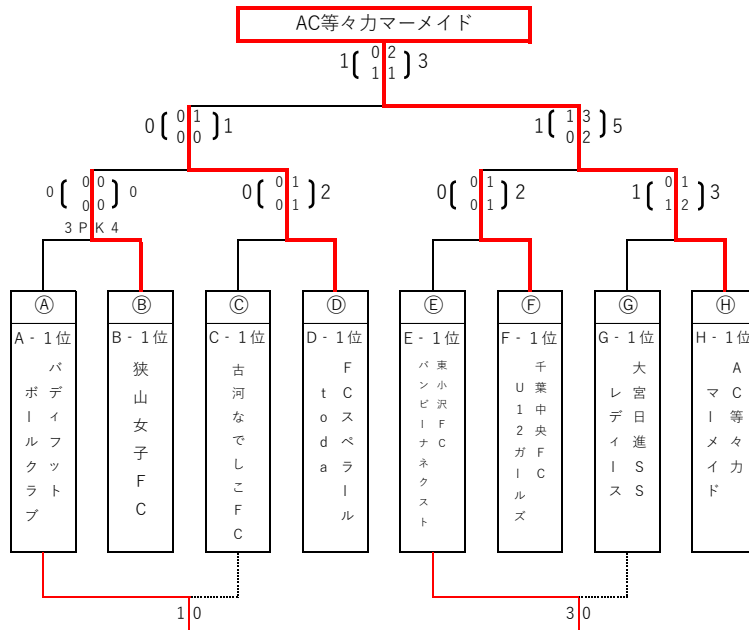 AC等々力マーメイド
1 ( 0 2 ) 3
1 1
0 ( 0 1 ) 1
0 0
1 ( 1 3 ) 5
0 2
0 ( 0 0 ) 0
0 0
3 P K 4
0 ( 0 1 ) 2
0 1
0 ( 0 1 ) 2
0 1
1 ( 0 1 ) 3
1 2
Ⓐ Ⓑ Ⓒ Ⓓ Ⓔ Ⓕ Ⓖ Ⓗ
A-1位 B-1位 C-1位 D-1位 E-1位 F-1位 G-1位 H-1位
バディフット
ボールクラブ
狭山女子FC
古河なでしこFC
FCスペラール
toda
東小沢FC
バンビーナネクスト
千葉中央FC
U12ガールズ
大宮日進SS
レディース
AC等々力
マーメイド
1 0
3 0